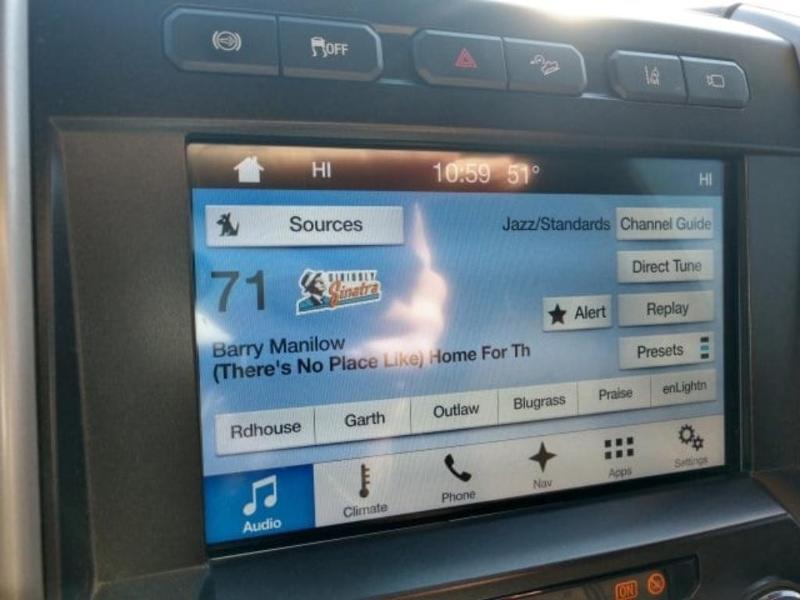 OFF
HI 10:59 51° HI
Sources Jazz/Standards Channel Guide
Direct Tune
71 SIRIUSLY Sinatra
Alert Replay
Barry Manilow
(There's No Place Like) Home For Th
Presets
Rdhouse Garth Outlaw Blugrass Praise enLightn
Audio Climate Phone Nav Apps Settings
ON